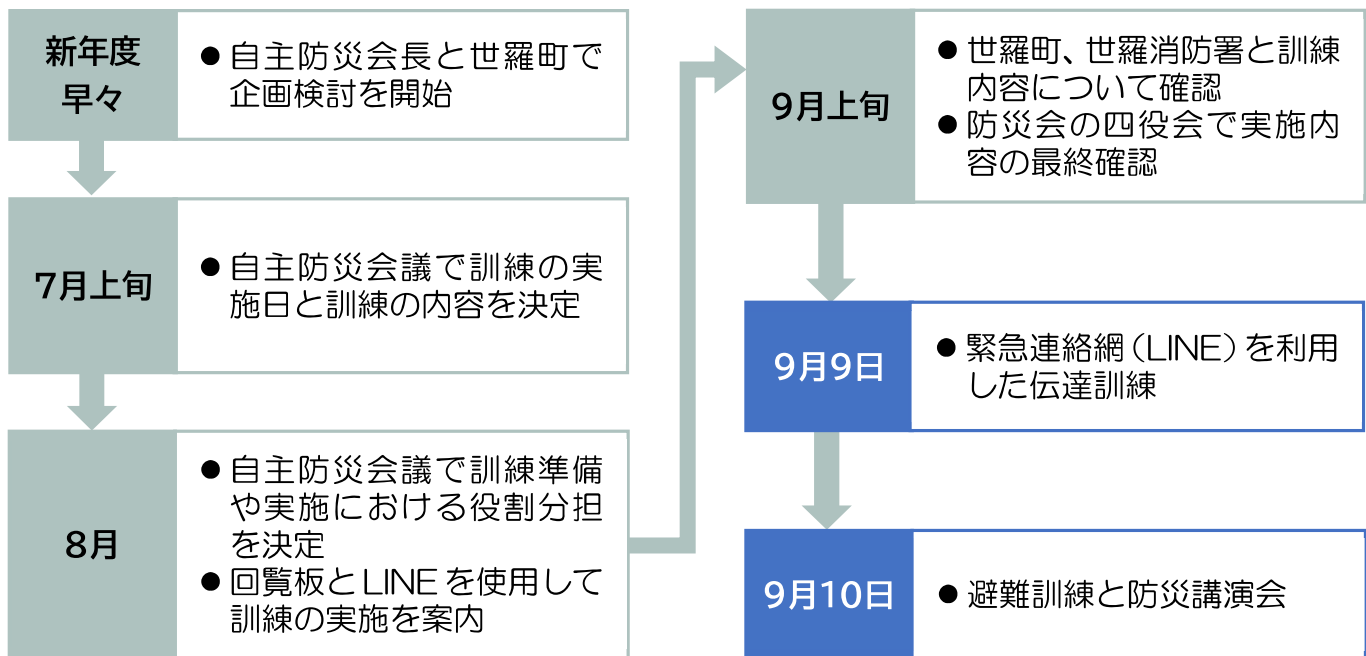 新年度
早々
● 自主防災会長と世羅町で
企画検討を開始
7月上旬
● 自主防災会議で訓練の実
施日と訓練の内容を決定
8月
● 自主防災会議で訓練準備
や実施における役割分担
を決定
● 回覧板とLINEを使用して
訓練の実施を案内
9月上旬
● 世羅町、世羅消防署と訓練
内容について確認
● 防災会の四役会で実施内
容の最終確認
9月9日
● 緊急連絡網（LINE）を利用
した伝達訓練
9月10日
● 避難訓練と防災講演会